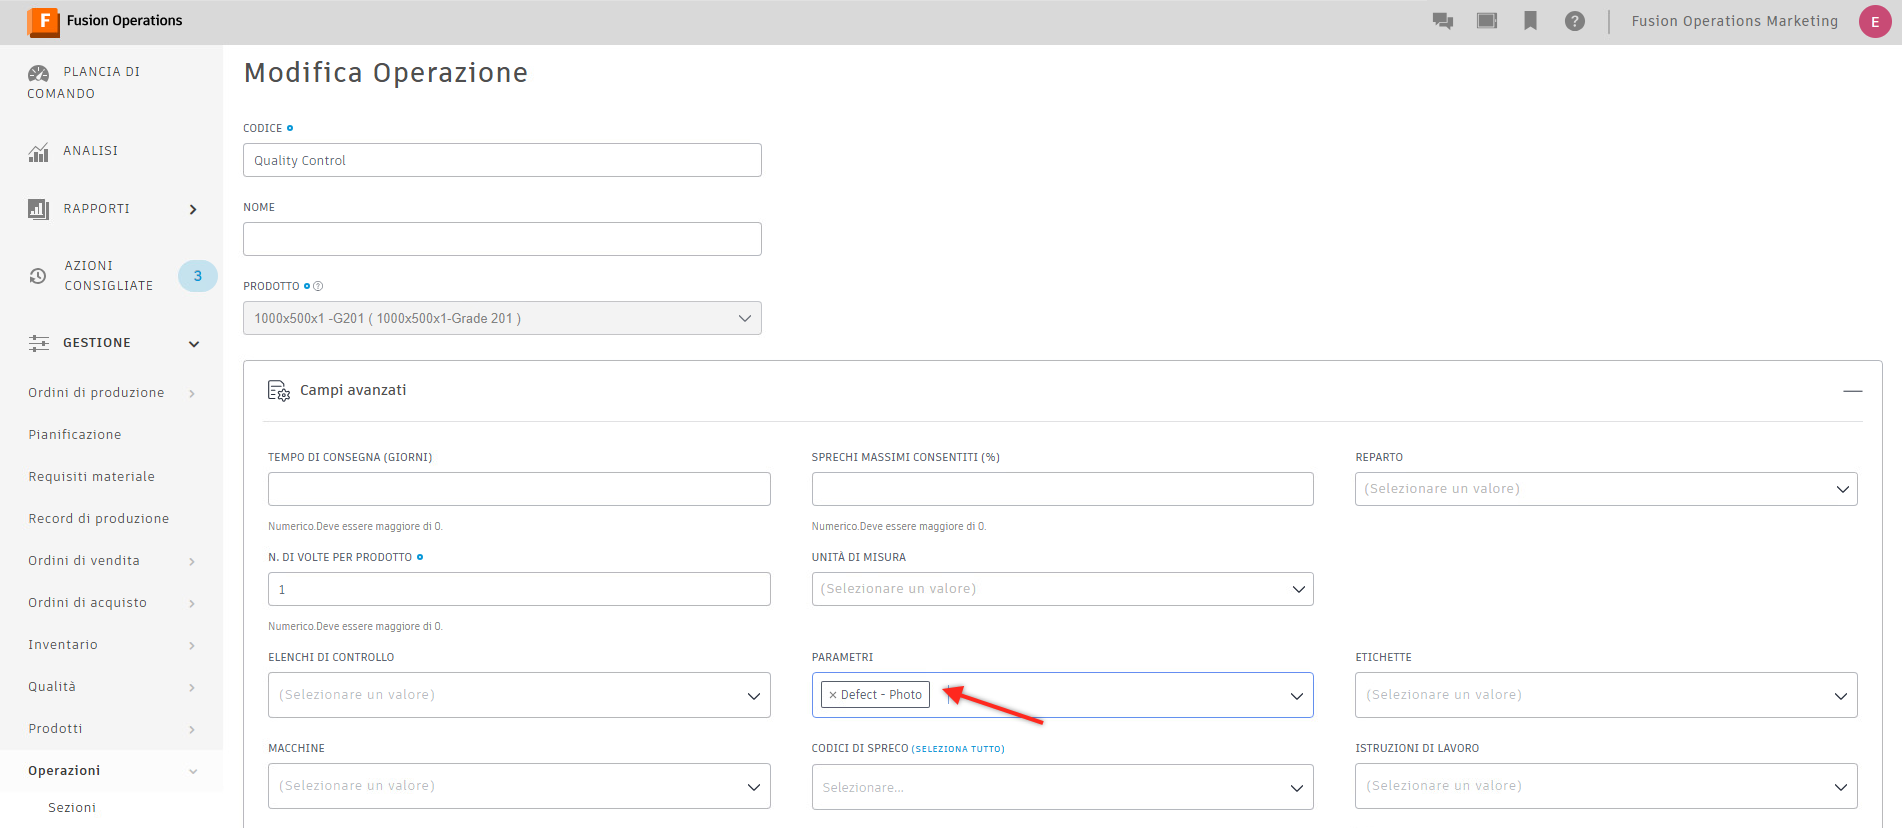 F Fusion Operations
Fusion Operations Marketing E
PLANCIA DI
COMANDO
ANALISI
RAPPORTI
AZIONI
CONSIGLIATE 3
GESTIONE
Ordini di produzione
Pianificazione
Requisiti materiale
Record di produzione
Ordini di vendita
Ordini di acquisto
Inventario
Qualità
Prodotti
Operazioni
Sezioni
Modifica Operazione
CODICE
Quality Control
NOME
PRODOTTO
1000x500x1 -G201 ( 1000x500x1-Grade 201 )
Campi avanzati
TEMPO DI CONSEGNA (GIORNI)
Numerico.Deve essere maggiore di 0.
SPRECHI MASSIMI CONSENTITI (%)
Numerico.Deve essere maggiore di 0.
REPARTO
(Selezionare un valore)
N. DI VOLTE PER PRODOTTO
1
Numerico.Deve essere maggiore di 0.
UNITÀ DI MISURA
(Selezionare un valore)
ELENCHI DI CONTROLLO
(Selezionare un valore)
PARAMETRI
× Defect - Photo
ETICHETTE
(Selezionare un valore)
MACCHINE
(Selezionare un valore)
CODICI DI SPRECO (SELEZIONA TUTTO)
Selezionare...
ISTRUZIONI DI LAVORO
(Selezionare un valore)